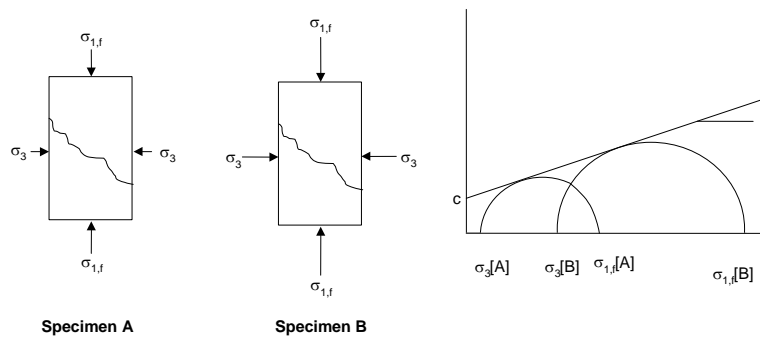 σ1,f
σ3
σ3
σ1,f
Specimen A
σ1,f
σ3
σ3
σ1,f
Specimen B
c
σ3[A]
σ3[B]
σ1,f[A]
σ1,f[B]